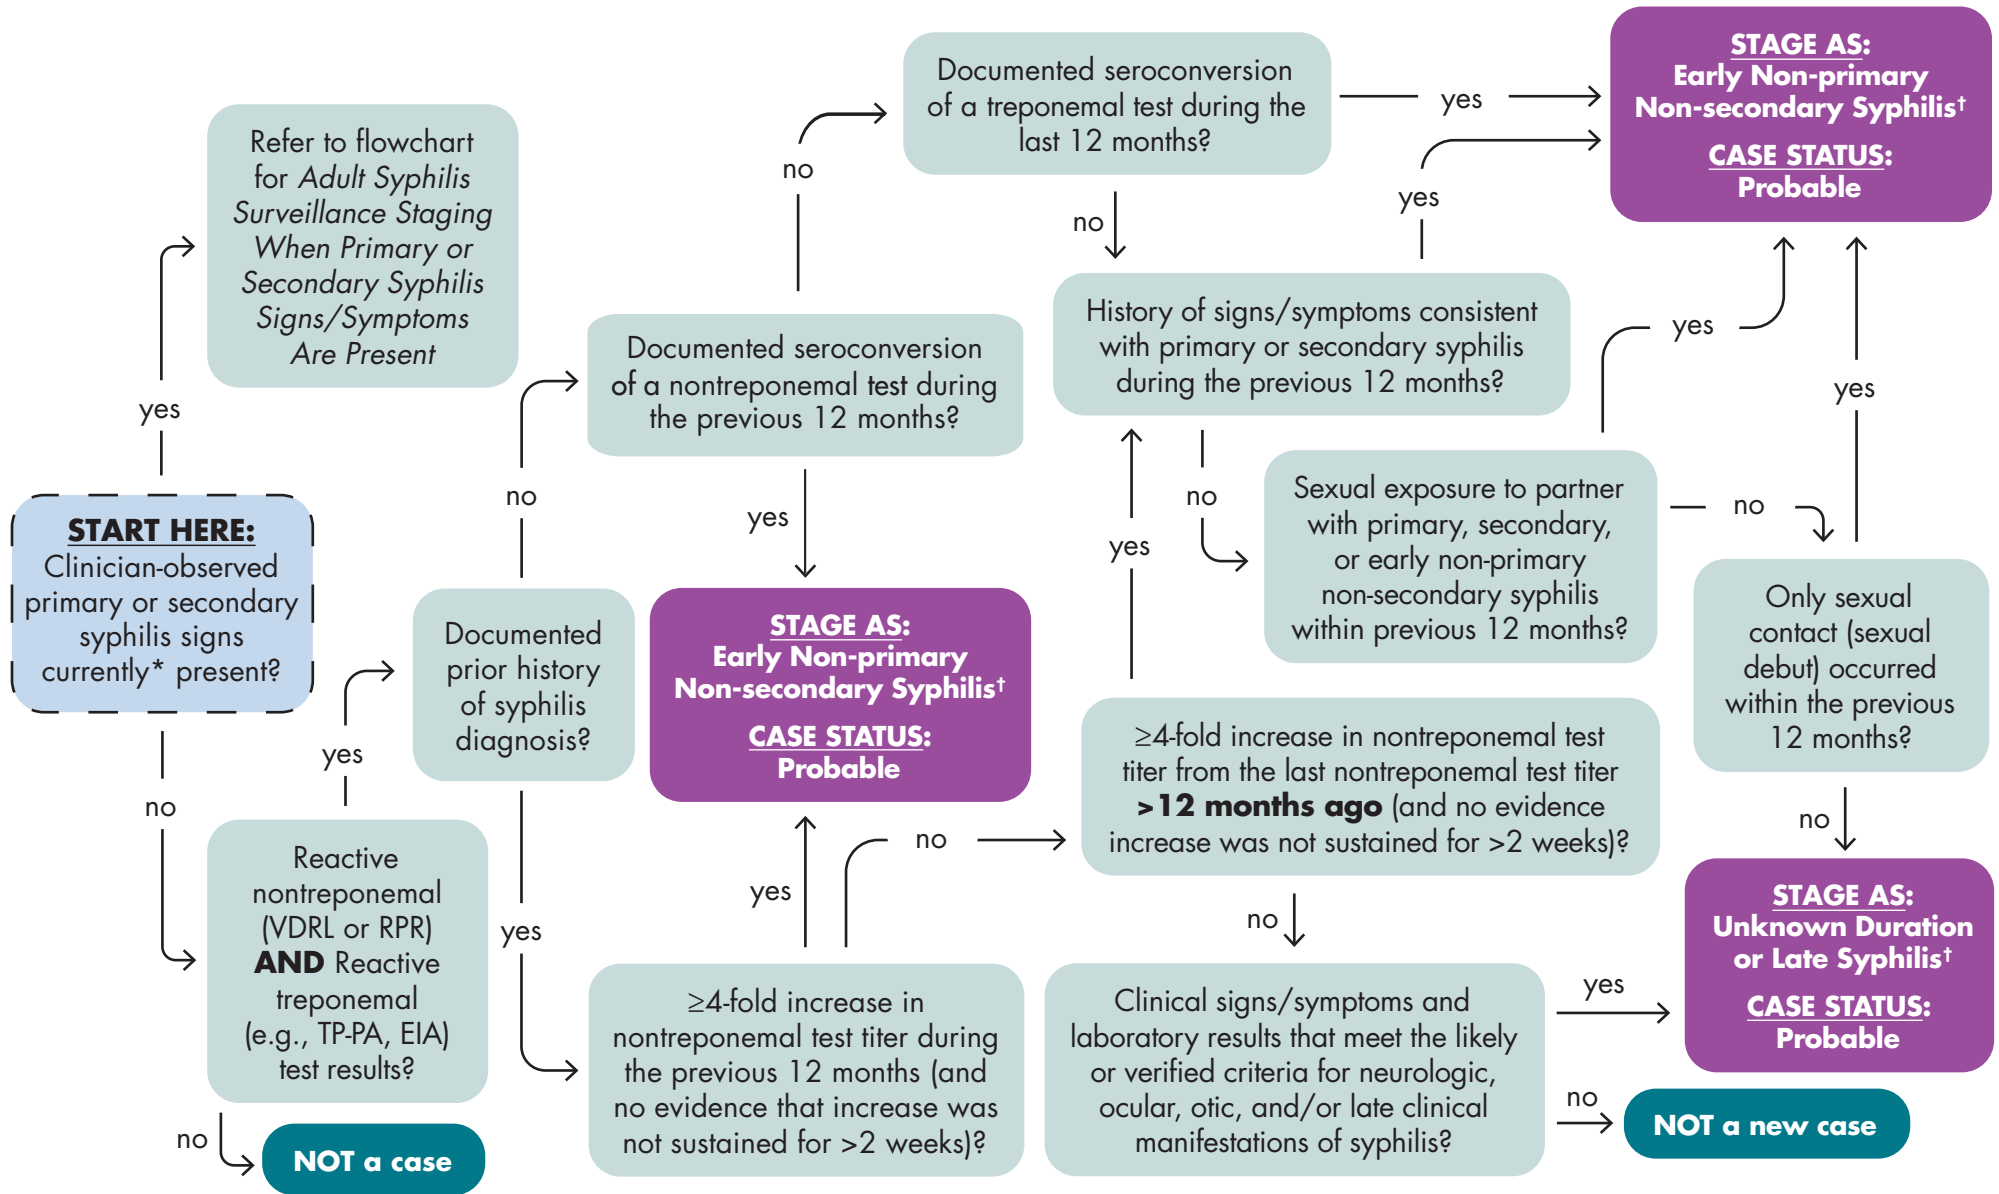 START HERE:
Clinician-observed
primary or secondary
syphilis signs
currently* present?
yes
Refer to flowchart
for Adult Syphilis
Surveillance Staging
When Primary or
Secondary Syphilis
Signs/Symptoms
Are Present
no
Reactive
nontreponemal
(VDRL or RPR)
AND Reactive
treponemal
(e.g., TP-PA, EIA)
test results?
no
NOT a case
yes
Documented
prior history
of syphilis
diagnosis?
no
Documented seroconversion
of a nontreponemal test during
the previous 12 months?
yes
STAGE AS:
Early Non-primary
Non-secondary Syphilis†
CASE STATUS:
Probable
yes
≥4-fold increase in
nontreponemal test titer during
the previous 12 months (and
no evidence that increase was
not sustained for >2 weeks)?
yes
no
no
Documented seroconversion
of a treponemal test during the
last 12 months?
yes
STAGE AS:
Early Non-primary
Non-secondary Syphilis†
CASE STATUS:
Probable
no
History of signs/symptoms consistent
with primary or secondary syphilis
during the previous 12 months?
yes
no
Sexual exposure to partner
with primary, secondary,
or early non-primary
non-secondary syphilis
within previous 12 months?
yes
no
Only sexual
contact (sexual
debut) occurred
within the previous
12 months?
yes
no
STAGE AS:
Unknown Duration
or Late Syphilis†
CASE STATUS:
Probable
≥4-fold increase in nontreponemal test
titer from the last nontreponemal test titer
>12 months ago (and no evidence
increase was not sustained for >2 weeks)?
yes
no
Clinical signs/symptoms and
laboratory results that meet the likely
or verified criteria for neurologic,
ocular, otic, and/or late clinical
manifestations of syphilis?
yes
no
NOT a new case